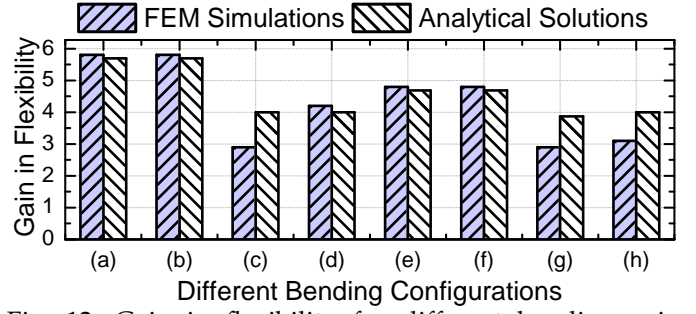 FEM Simulations Analytical Solutions
Gain in Flexibility
6
5
4
3
2
1
0
(a) (b) (c) (d) (e) (f) (g) (h)
Different Bending Configurations